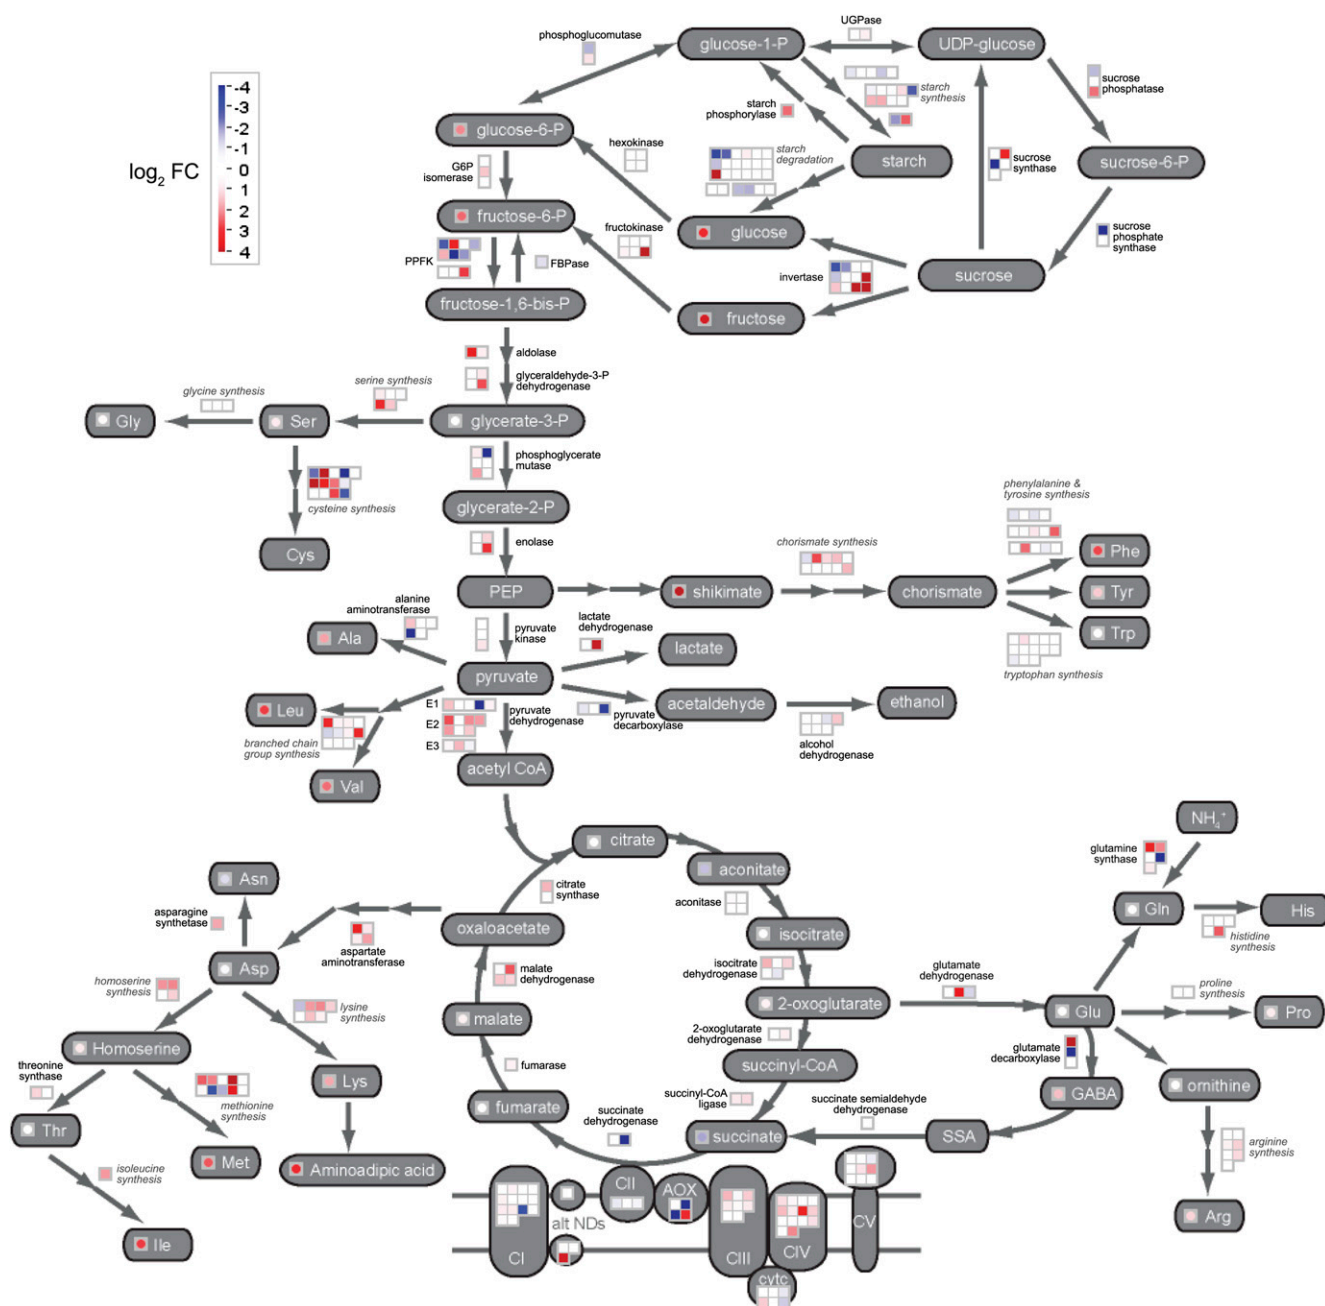 phosphoglucomutase
glucose-1-P
UGPase
UDP-glucose
sucrose
phosphatase
starch
synthesis
starch
phosphorylase
-4
-3
-2
-1
0
1
2
3
4
log2 FC
glucose-6-P
hexokinase
starch
degradation
starch
sucrose
synthase
sucrose-6-P
G6P
isomerase
fructose-6-P
fructokinase
glucose
sucrose
phosphate
synthase
PPFK
FBPase
invertase
sucrose
fructose-1,6-bis-P
fructose
aldolase
glyceraldehyde-3-P
dehydrogenase
glycine synthesis
serine synthesis
Gly
Ser
glycerate-3-P
phosphoglycerate
mutase
cysteine synthesis
glycerate-2-P
phenylalanine &
tyrosine synthesis
Cys
enolase
chorismate synthesis
Phe
PEP
shikimate
chorismate
Tyr
alanine
aminotransferase
Ala
pyruvate
kinase
lactate
dehydrogenase
lactate
Trp
tryptophan synthesis
pyruvate
Leu
E1
E2
E3
pyruvate
dehydrogenase
pyruvate
decarboxylase
acetaldehyde
ethanol
alcohol
dehydrogenase
branched chain
group synthesis
Val
acetyl CoA
NH4+
citrate
glutamine
synthase
Asn
aconitate
citrate
synthase
aconitase
asparagine
synthetase
oxaloacetate
isocitrate
Gln
His
histidine
synthesis
aspartate
aminotransferase
Asp
malate
dehydrogenase
isocitrate
dehydrogenase
glutamate
dehydrogenase
homoserine
synthesis
lysine
synthesis
2-oxoglutarate
proline
synthesis
Glu
Pro
malate
2-oxoglutarate
dehydrogenase
Homoserine
glutamate
decarboxylase
threonine
synthase
fumarase
succinyl-CoA
Lys
ornithine
GABA
methionine
synthesis
succinyl-CoA
ligase
fumarate
succinate
dehydrogenase
succinate semialdehyde
dehydrogenase
Thr
succinate
SSA
arginine
synthesis
isoleucine
synthesis
Met
Aminoadipic acid
CII
AOX
Arg
alt NDs
CV
Ile
CI
CIII
CIV
cytc